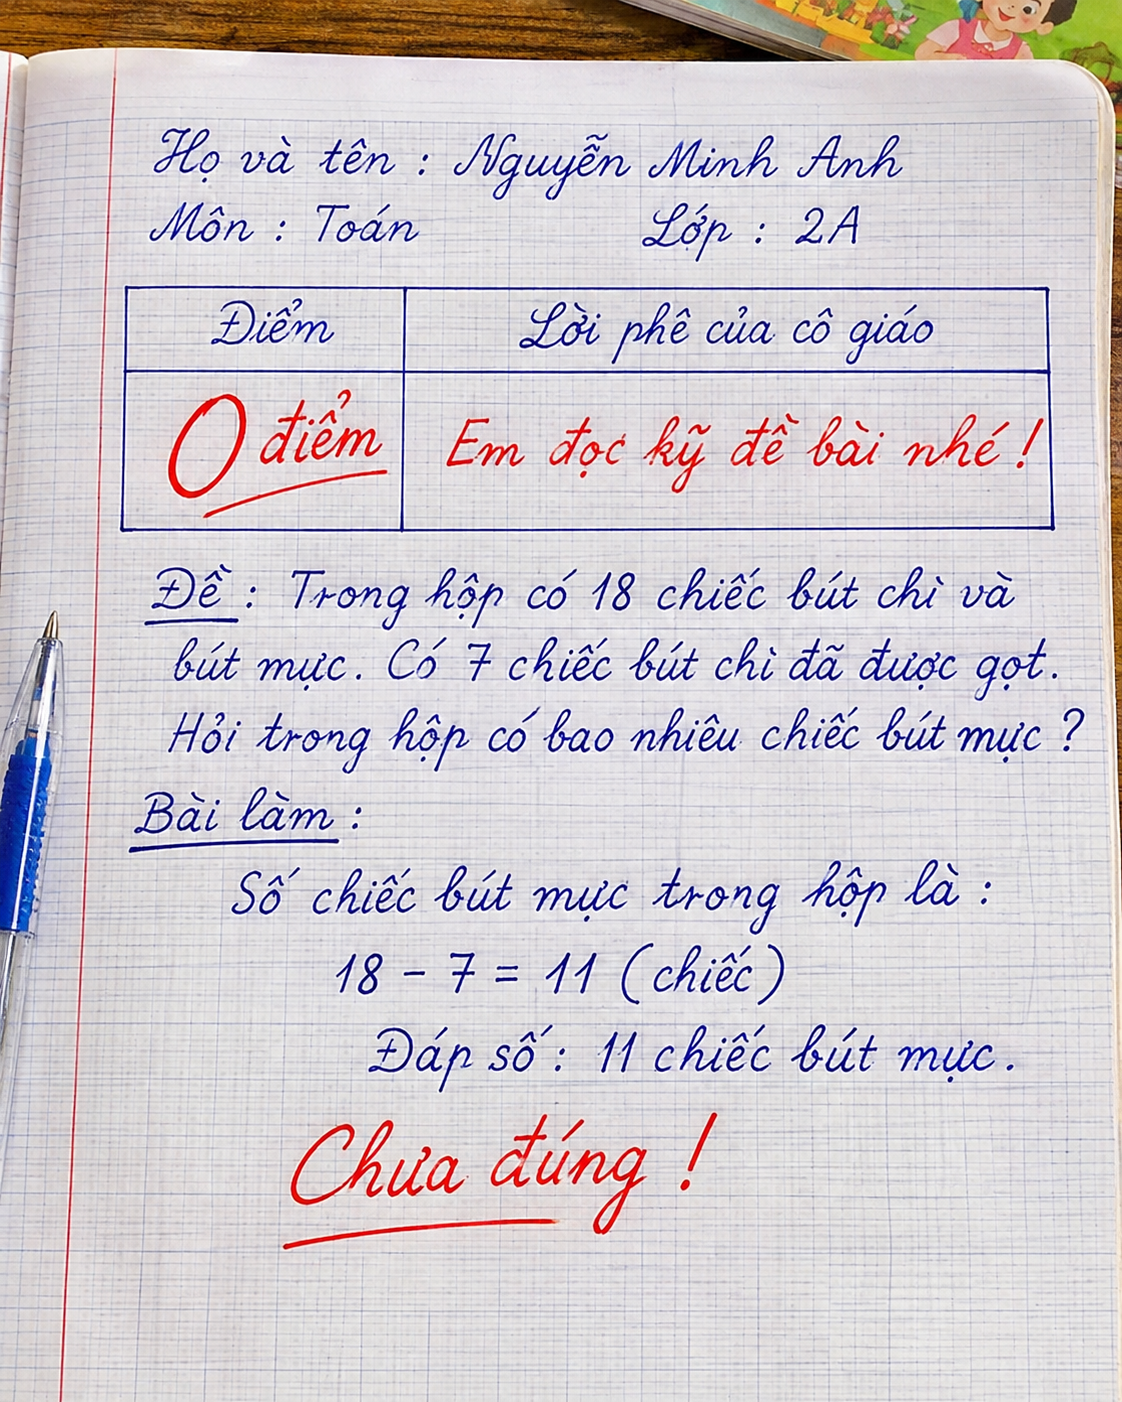 Họ và tên : Nguyễn Minh Anh
Môn : Toán Lớp : 2A
Điểm Lời phê của cô giáo
0 điểm Em đọc kỹ đề bài nhé !
Đề : Trong hộp có 18 chiếc bút chì và
bút mực. Có 7 chiếc bút chì đã được gọt.
Hỏi trong hộp có bao nhiêu chiếc bút mực ?
Bài làm :
Số chiếc bút mực trong hộp là :
18 - 7 = 11 (chiếc)
Đáp số : 11 chiếc bút mực.
Chưa đúng !